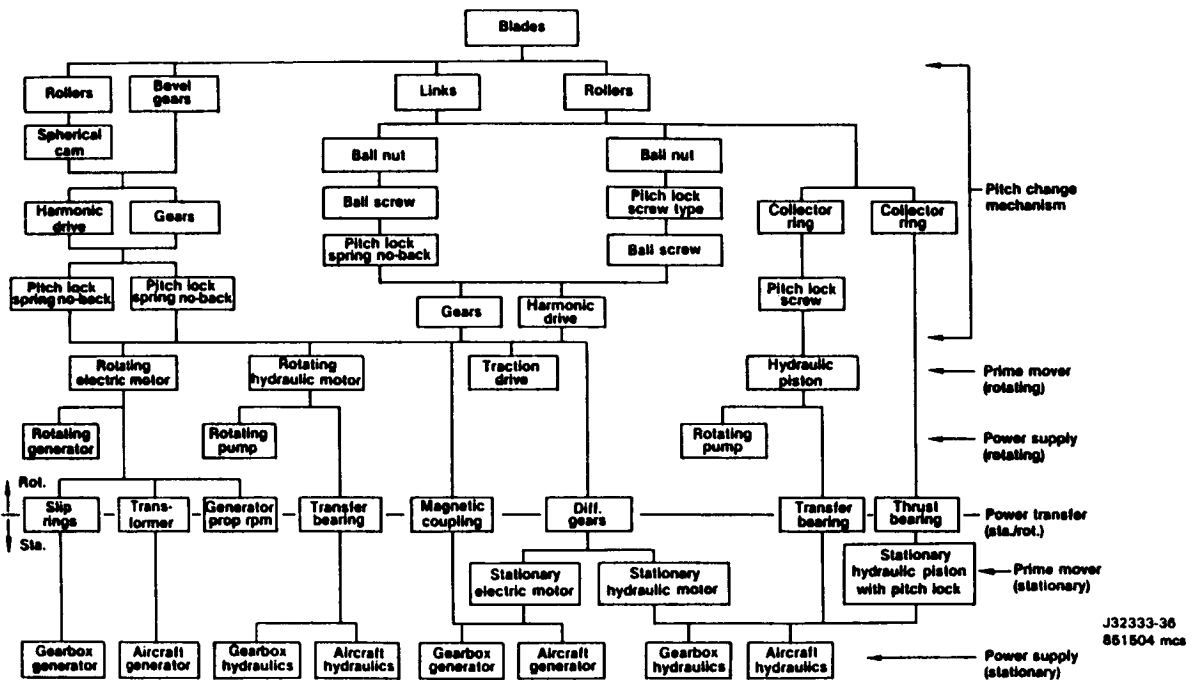 Blades
Rollers
Bevel
gears
Links
Rollers
Spherical
cam
Ball nut
Ball nut
Pitch change
mechanism
Harmonic
drive
Gears
Ball screw
Pitch lock
screw type
Collector
ring
Collector
ring
Pitch lock
spring no-back
Ball screw
Pitch lock
spring no-back
Pitch lock
spring no-back
Pitch lock
screw
Gears
Harmonic
drive
Rotating
electric motor
Rotating
hydraulic motor
Traction
drive
Hydraulic
piston
Prime mover
(rotating)
Rotating
generator
Rotating
pump
Rotating
pump
Power supply
(rotating)
Rot.
Slip
rings
Trans-
former
Generator
prop rpm
Transfer
bearing
Magnetic
coupling
Diff.
gears
Transfer
bearing
Thrust
bearing
Power transfer
(sta./rot.)
Sta.
Stationary
electric motor
Stationary
hydraulic motor
Stationary
hydraulic piston
with pitch lock
Prime mover
(stationary)
J32333-36
851504 mcs
Gearbox
generator
Aircraft
generator
Gearbox
hydraulics
Aircraft
hydraulics
Gearbox
generator
Aircraft
generator
Gearbox
hydraulics
Aircraft
hydraulics
Power supply
(stationary)